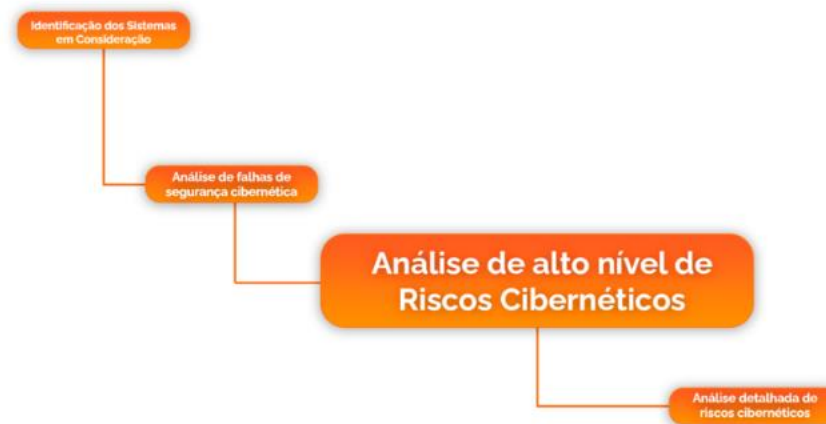 Identificação dos Sistemas
em Consideração
Análise de falhas de
segurança cibernética
Análise de alto nível de
Riscos Cibernéticos
Análise detalhada de
riscos cibernéticos